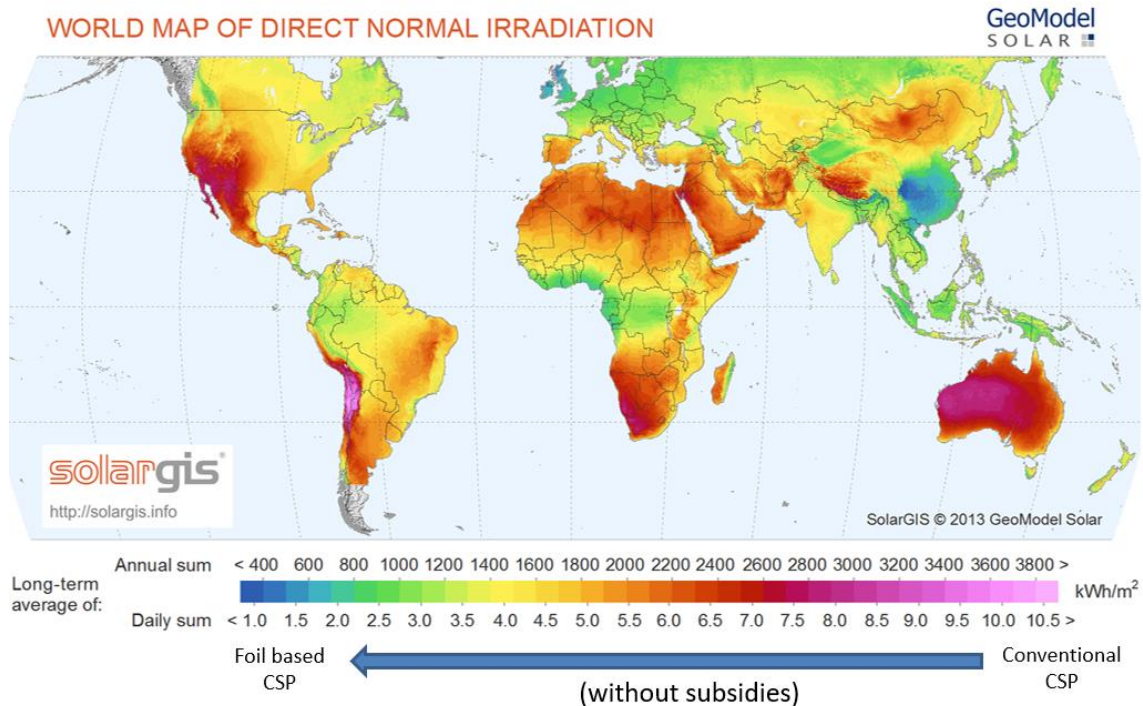 WORLD MAP OF DIRECT NORMAL IRRADIATION
GeoModel
SOLAR
solargis®
http://solargis.info
SolarGIS © 2013 GeoModel Solar
Annual sum < 400 600 800 1000 1200 1400 1600 1800 2000 2200 2400 2600 2800 3000 3200 3400 3600 3800 >
Long-term
average of:
kWh/m²
Daily sum < 1.0 1.5 2.0 2.5 3.0 3.5 4.0 4.5 5.0 5.5 6.0 6.5 7.0 7.5 8.0 8.5 9.0 9.5 10.0 10.5 >
Foil based
CSP
Conventional
CSP
(without subsidies)